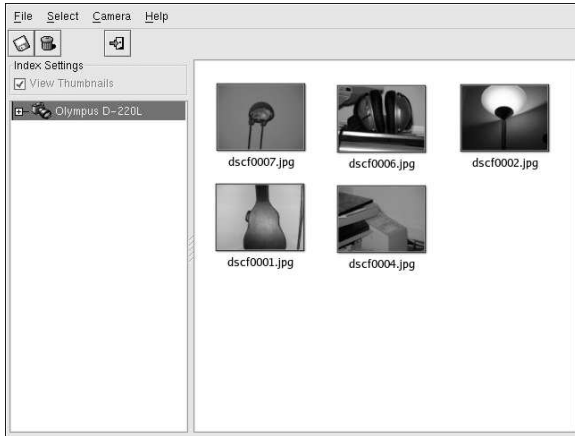 File Select Camera Help
Index Settings
View Thumbnails
Olympus D-220L
dscf0007.jpg dscf0006.jpg dscf0002.jpg
dscf0001.jpg dscf0004.jpg